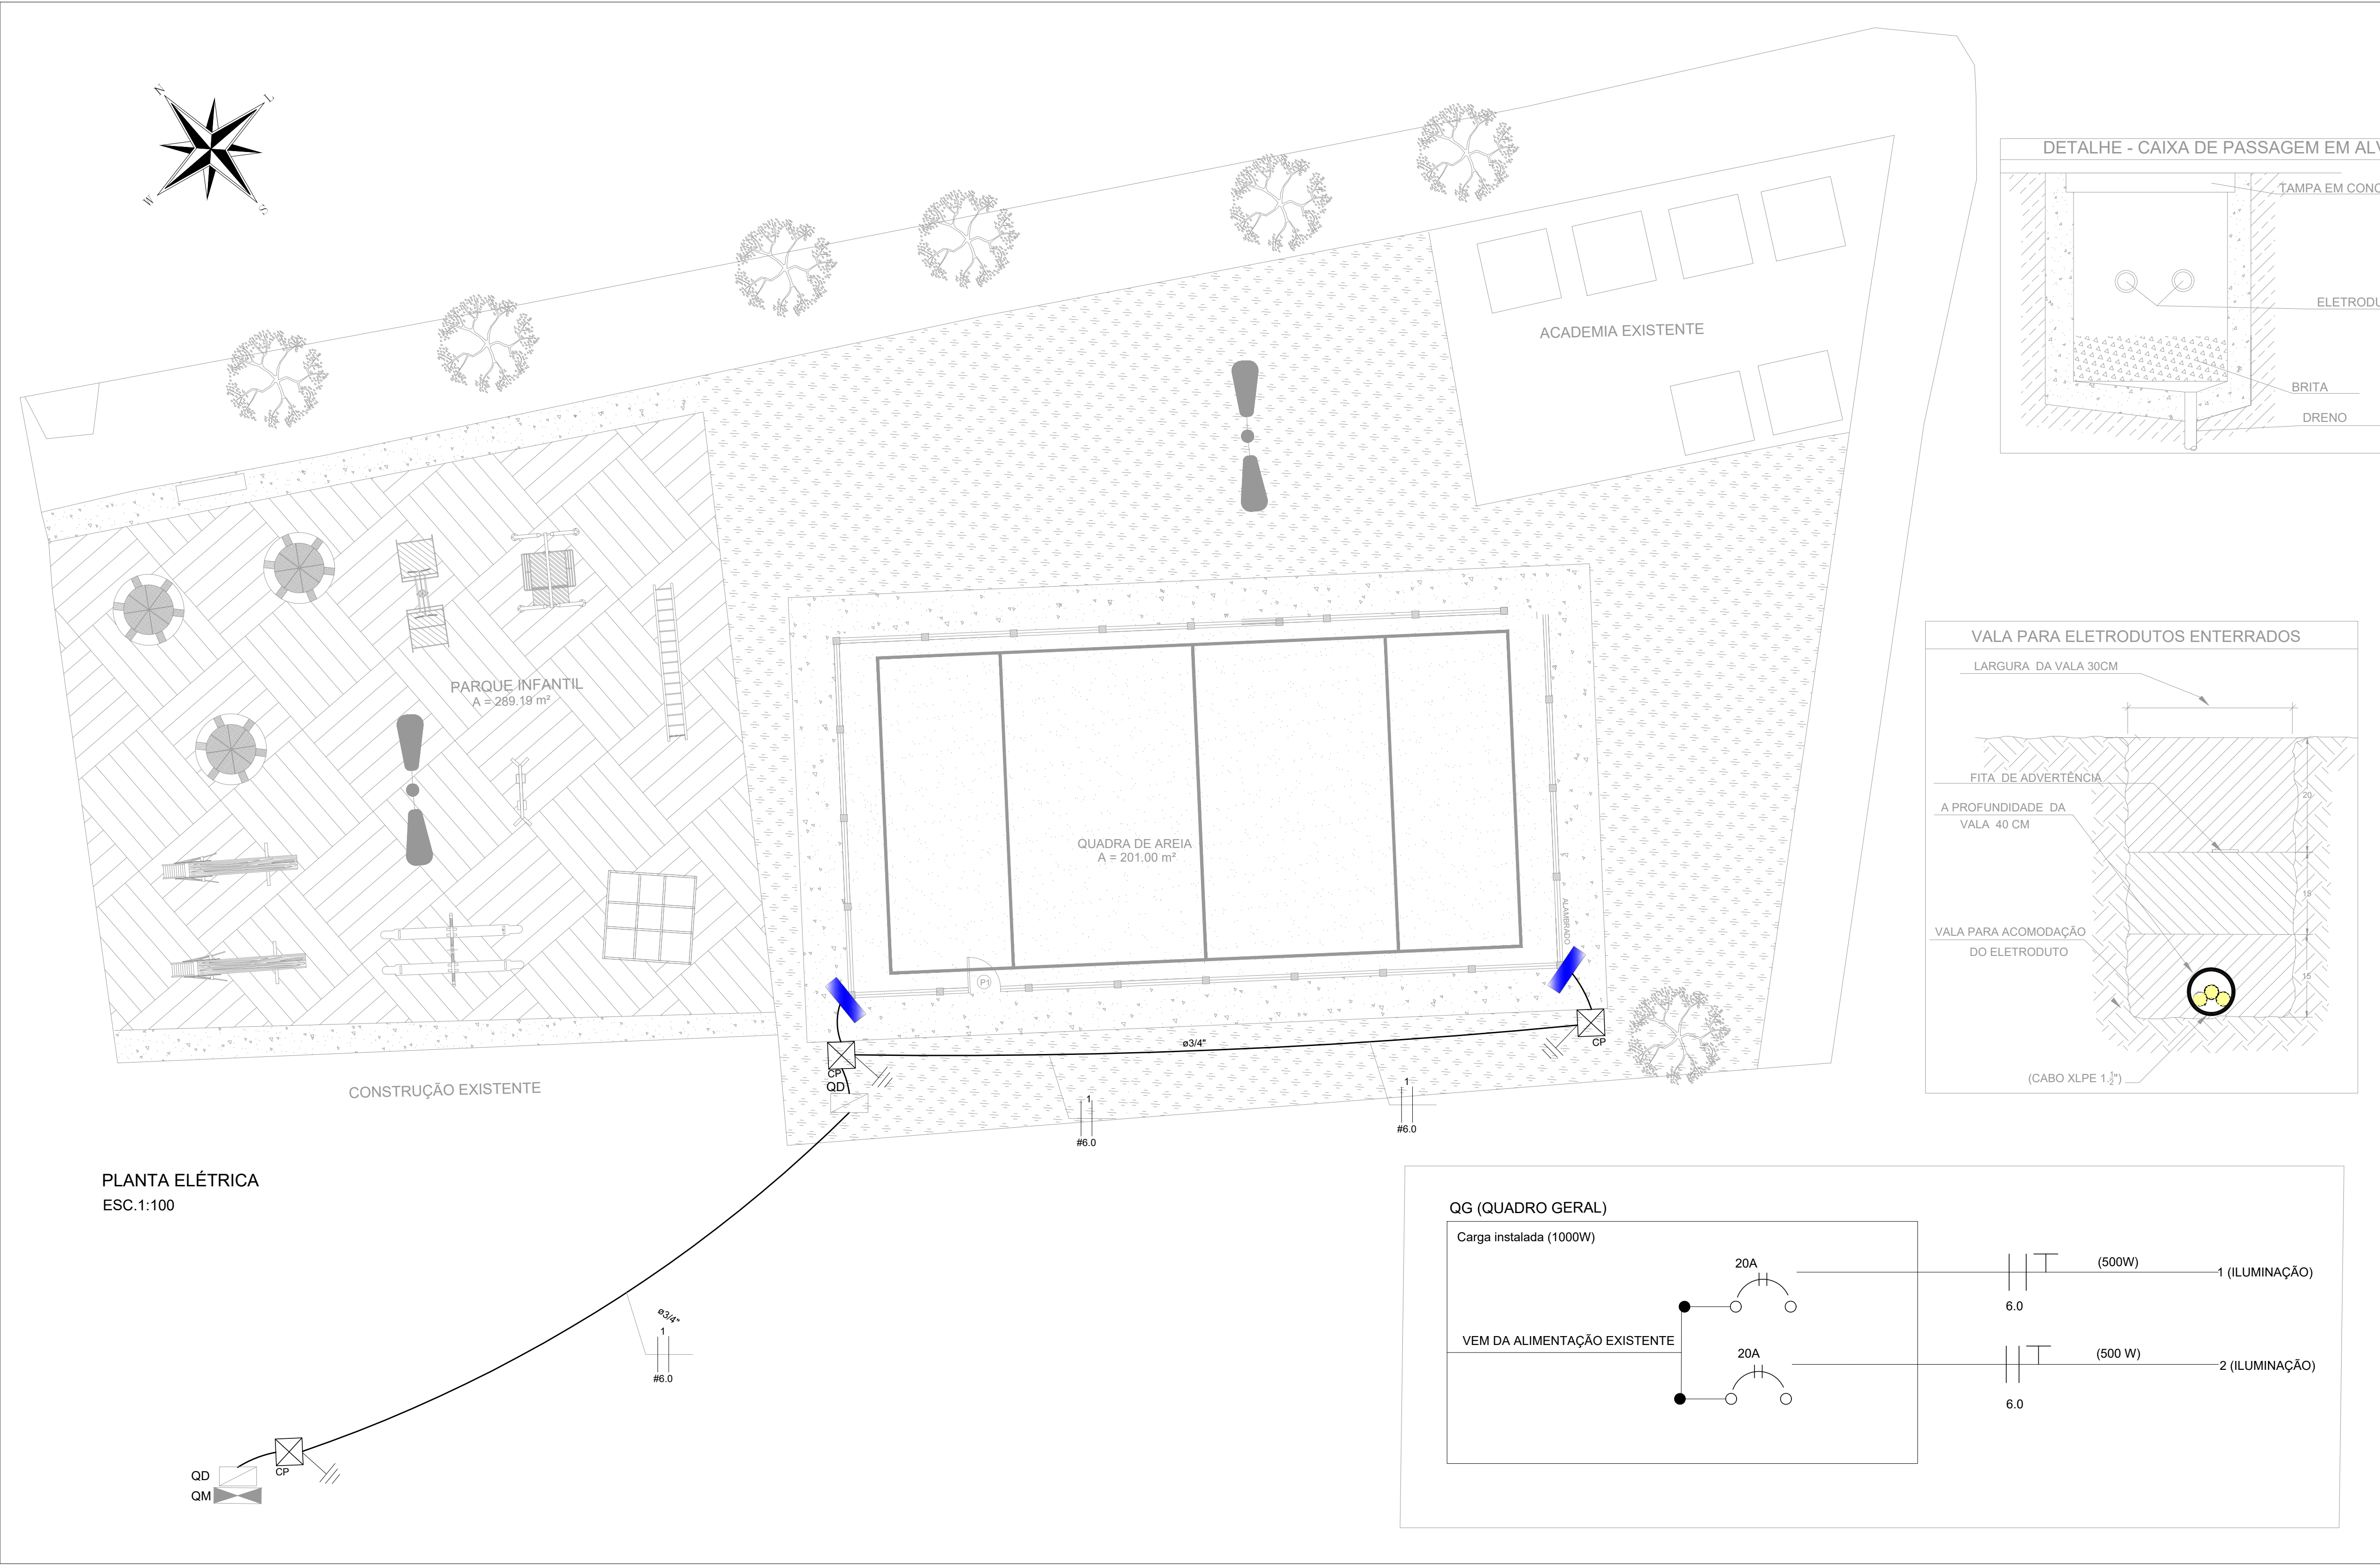 N
L
W
S
DETALHE - CAIXA DE PASSAGEM EM
TAMPA EM
BRITA
DRENO
ACADEMIA EXISTENTE
VALA PARA ELETRODUTOS ENTERRADOS
LARGURA DA VALA 30CM
FITA DE ADVERTÊNCIA
A PROFUNDIDADE DA
VALA 40 CM
20
15
VALA PARA ACOMODAÇÃO
DO ELETRODUTO
15
(CABO XLPE 1.½")
PARQUE INFANTIL
A = 289.19 m²
QUADRA DE AREIA
A = 201.00 m²
ALAMBRADO
P1
CP
QD
ø3/4"
CP
1
#6.0
1
#6.0
CONSTRUÇÃO EXISTENTE
PLANTA ELÉTRICA
ESC.1:100
ø3/4"
1
#6.0
CP
QD
QM
QG (QUADRO GERAL)
Carga instalada (1000W)
20A
(500W)
1 (ILUMINAÇÃO)
6.0
VEM DA ALIMENTAÇÃO EXISTENTE
20A
(500 W)
2 (ILUMINAÇÃO)
6.0